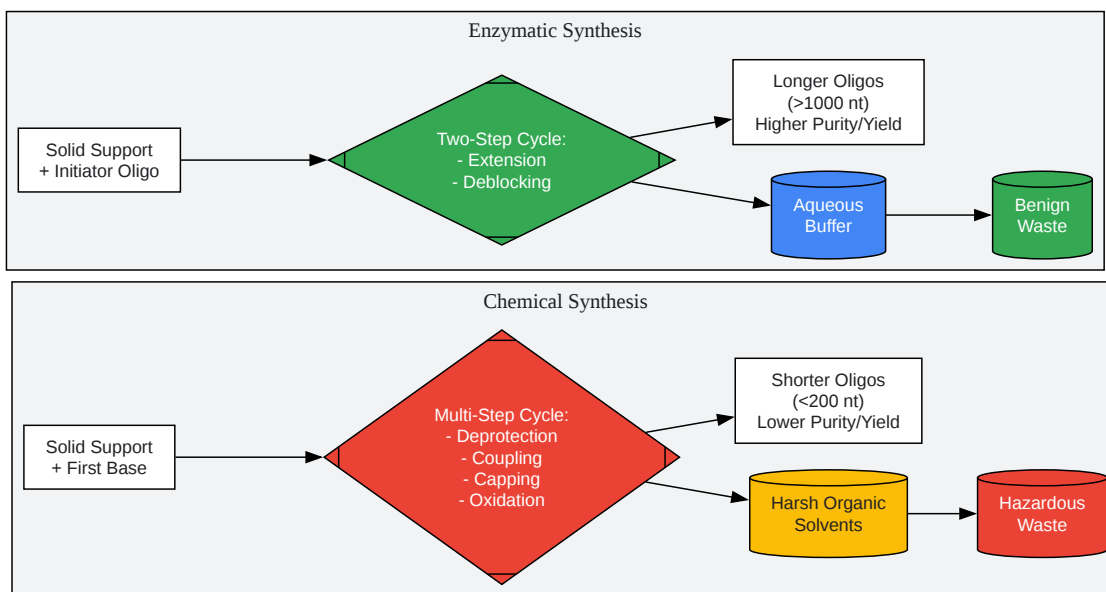 Enzymatic Synthesis
Solid Support
+ Initiator Oligo
Two-Step Cycle:
- Extension
- Deblocking
Longer Oligos
(>1000 nt)
Higher Purity/Yield
Aqueous
Buffer
Benign
Waste
Chemical Synthesis
Solid Support
+ First Base
Multi-Step Cycle:
- Deprotection
- Coupling
- Capping
- Oxidation
Shorter Oligos
(<200 nt)
Lower Purity/Yield
Harsh Organic
Solvents
Hazardous
Waste